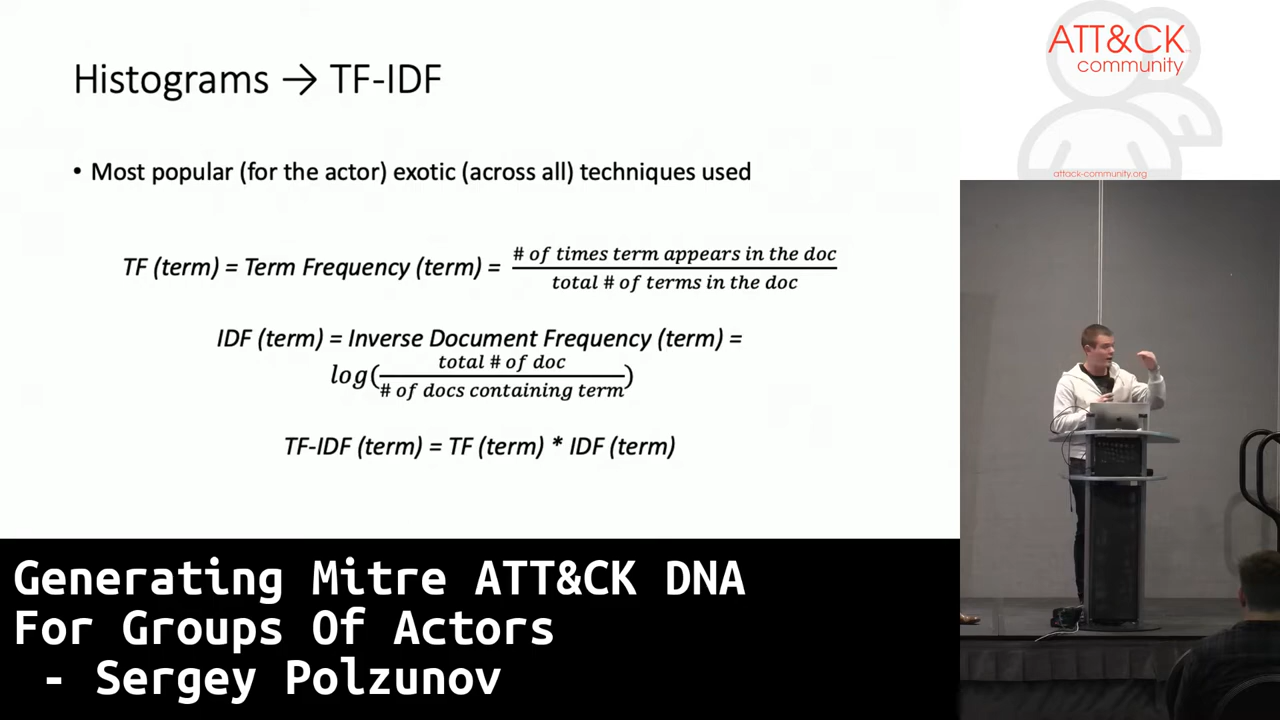 Histograms → TF-IDF
• Most popular (for the actor) exotic (across all) techniques used
TF (term) = Term Frequency (term) = # of times term appears in the doc / total # of terms in the doc
IDF (term) = Inverse Document Frequency (term) =
log(total # of doc / # of docs containing term)
TF-IDF (term) = TF (term) * IDF (term)
ATT&CK
community
attack-community.org
Generating Mitre ATT&CK DNA
For Groups Of Actors
- Sergey Polzunov